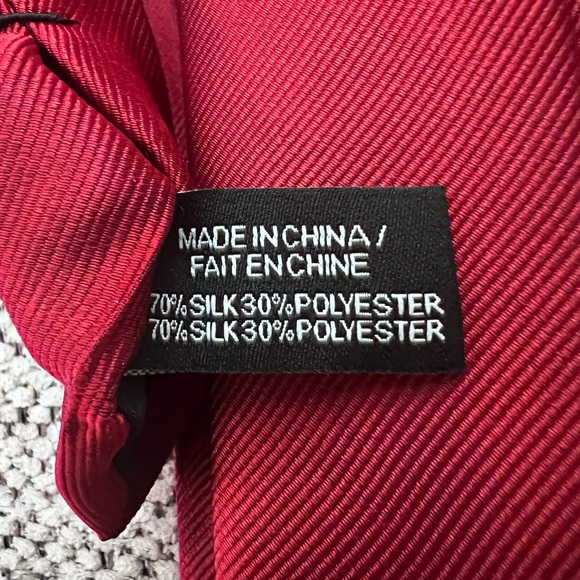 MADE IN CHINA /
FAIT EN CHINE
70% SILK 30% POLYESTER
70% SILK 30% POLYESTER